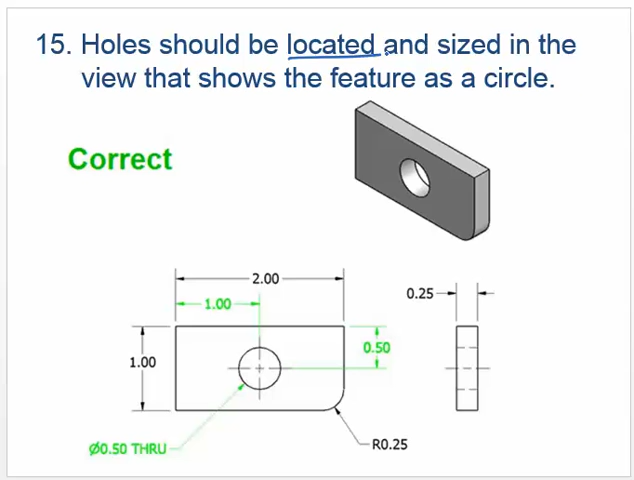 15. Holes should be located and sized in the
view that shows the feature as a circle.
Correct
2.00
1.00
0.25
0.50
1.00
Ø0.50 THRU
R0.25